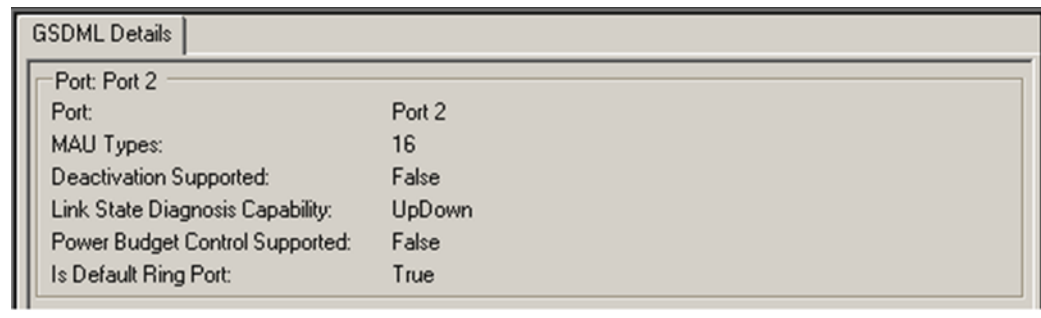 GSDML Details
Port: Port 2
Port: Port 2
MAU Types: 16
Deactivation Supported: False
Link State Diagnosis Capability: UpDown
Power Budget Control Supported: False
Is Default Ring Port: True